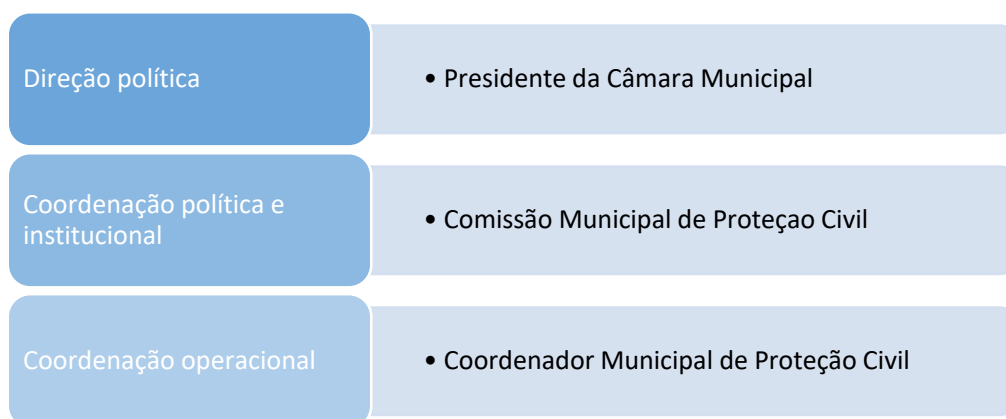 Direção política
• Presidente da Câmara Municipal
Coordenação política e
institucional
• Comissão Municipal de Proteçao Civil
Coordenação operacional
• Coordenador Municipal de Proteção Civil